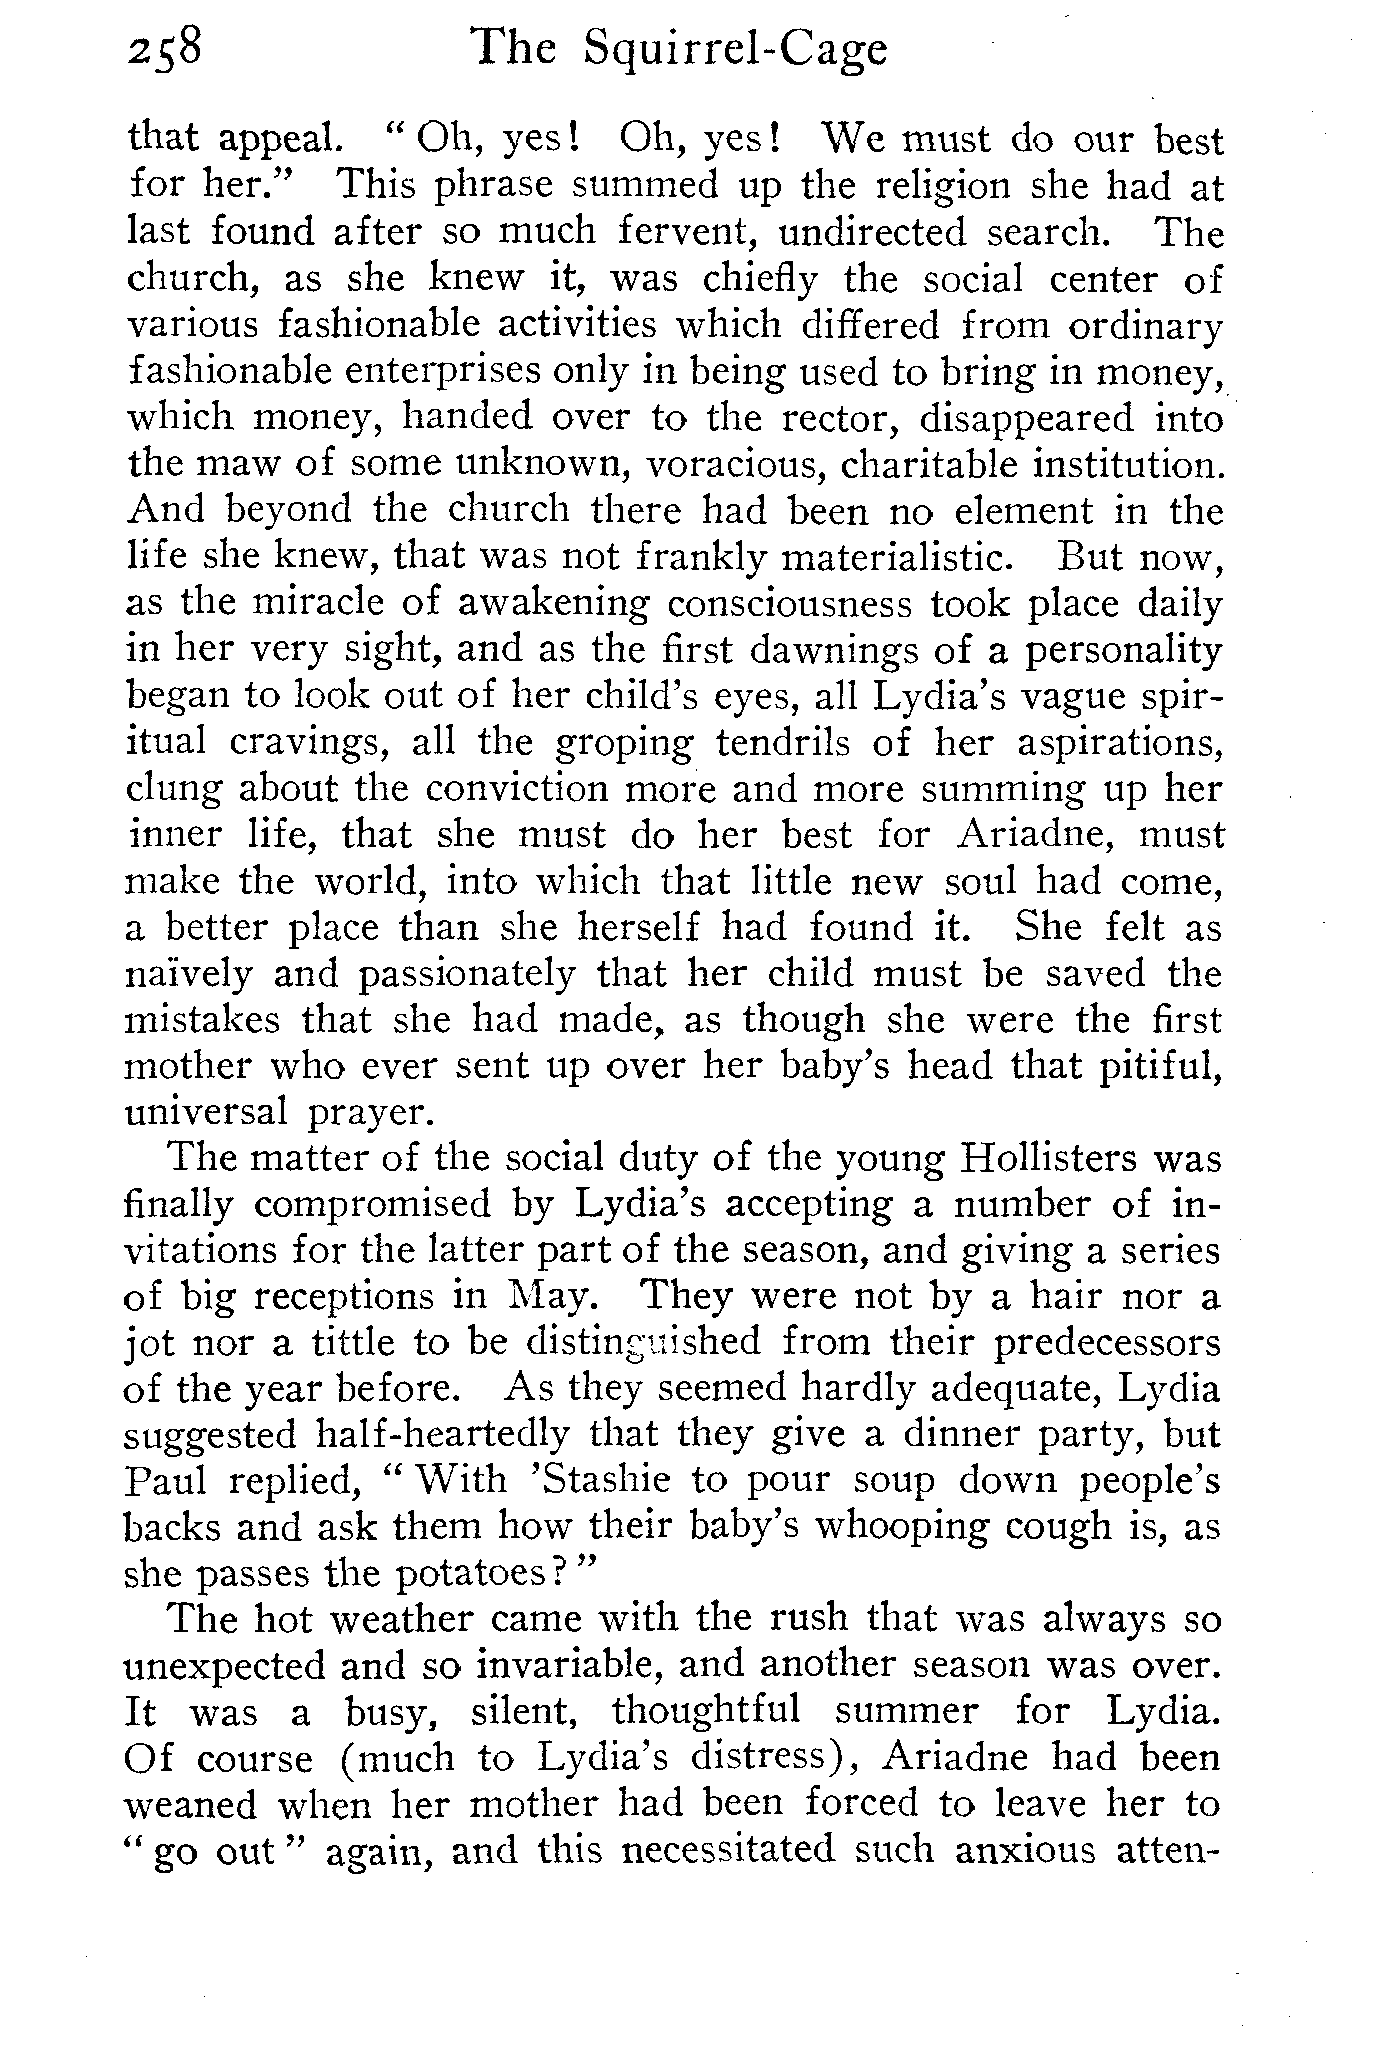 258 The Squirrel-Cage
that appeal. “ Oh, yes! Oh, yes! We must do our best
for her.” This phrase summed up the religion she had at
last found after so much fervent, undirected search. The
church, as she knew it, was chiefly the social center of
various fashionable activities which differed from ordinary
fashionable enterprises only in being used to bring in money,
which money, handed over to the rector, disappeared into
the maw of some unknown, voracious, charitable institution.
And beyond the church there had been no element in the
life she knew, that was not frankly materialistic. But now,
as the miracle of awakening consciousness took place daily
in her very sight, and as the first dawnings of a personality
began to look out of her child’s eyes, all Lydia’s vague spir-
itual cravings, all the groping tendrils of her aspirations,
clung about the conviction more and more summing up her
inner life, that she must do her best for Ariadne, must
make the world, into which that little new soul had come,
a better place than she herself had found it. She felt as
naïvely and passionately that her child must be saved the
mistakes that she had made, as though she were the first
mother who ever sent up over her baby’s head that pitiful,
universal prayer.
The matter of the social duty of the young Hollisters was
finally compromised by Lydia’s accepting a number of in-
vitations for the latter part of the season, and giving a series
of big receptions in May. They were not by a hair nor a
jot nor a tittle to be distinguished from their predecessors
of the year before. As they seemed hardly adequate, Lydia
suggested half-heartedly that they give a dinner party, but
Paul replied, “ With ’Stashie to pour soup down people’s
backs and ask them how their baby’s whooping cough is, as
she passes the potatoes? ”
The hot weather came with the rush that was always so
unexpected and so invariable, and another season was over.
It was a busy, silent, thoughtful summer for Lydia.
Of course (much to Lydia’s distress), Ariadne had been
weaned when her mother had been forced to leave her to
“ go out ” again, and this necessitated such anxious atten-